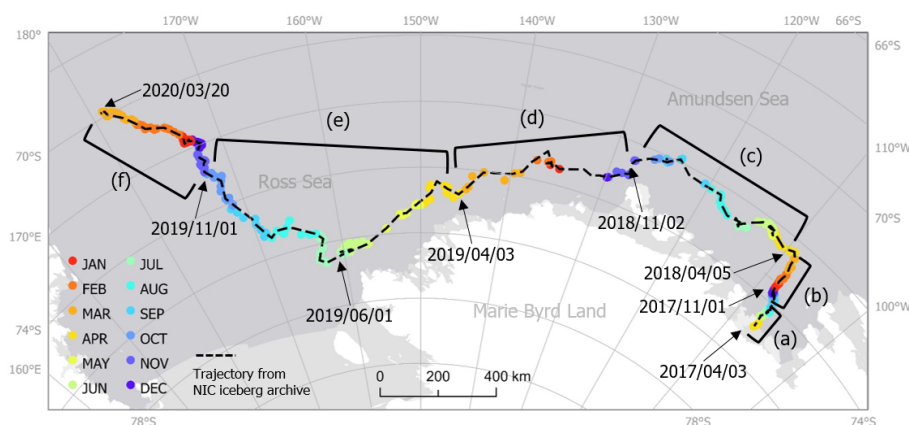 170°W 160°W 150°W 140°W 130°W 120°W 66°S
180° 66°S
2020/03/20
Amundsen Sea
(e) (d) (c)
110°W
70°S
(f)
Ross Sea
2019/11/01
2018/11/02
70°S
170°E
2019/04/03
2018/04/05
JAN JUL
2017/11/01
FEB AUG
2019/06/01
Marie Byrd Land
(b)
100°W
MAR SEP
74°S
APR OCT
(a)
MAY NOV
Trajectory from
NIC iceberg archive
0 200 400 km
2017/04/03
160°E
JUN DEC
78°S 78°S 74°S